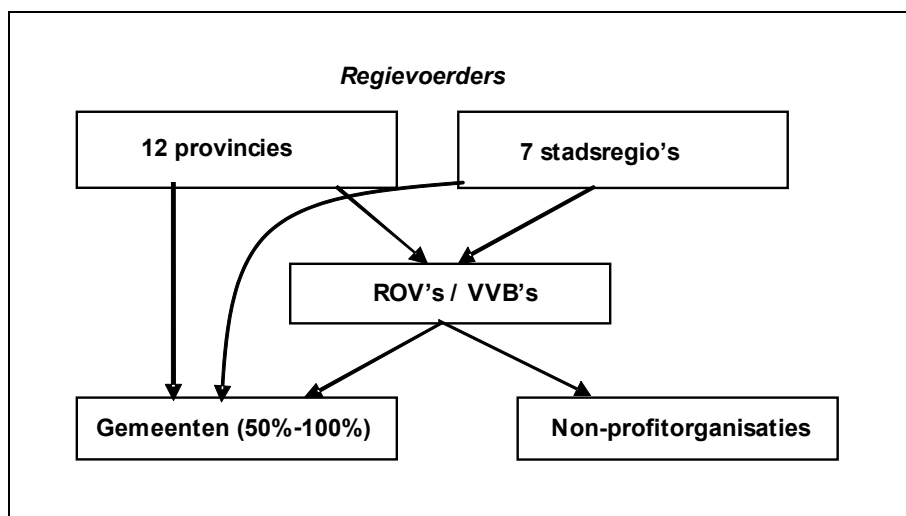 Regievoerders
12 provincies
7 stadsregio’s
ROV’s / VVB’s
Gemeenten (50%-100%)
Non-profitorganisaties